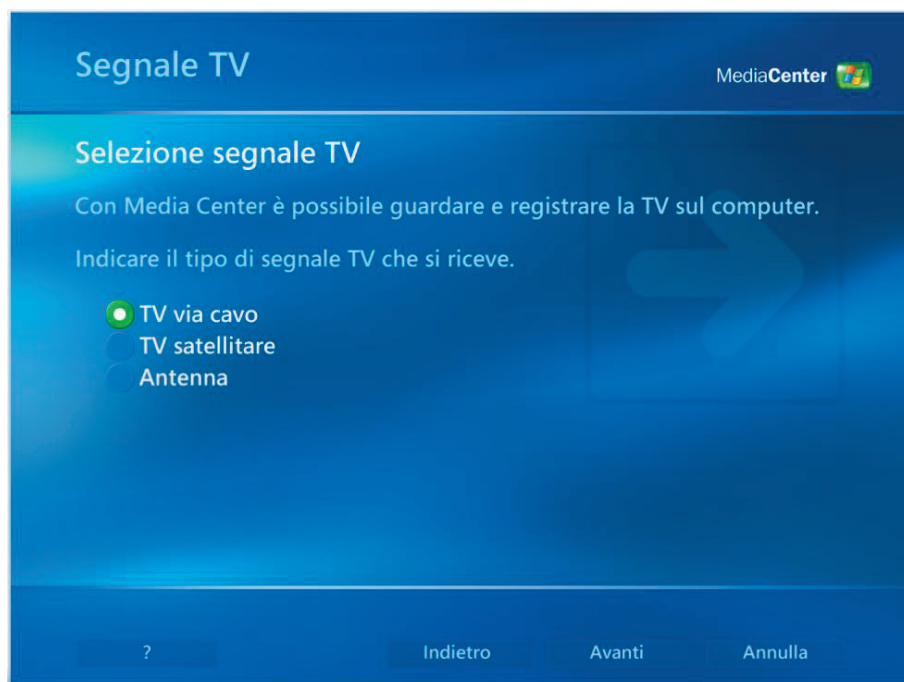 Segnale TV
MediaCenter
Selezione segnale TV
Con Media Center è possibile guardare e registrare la TV sul computer.
Indicare il tipo di segnale TV che si riceve.
TV via cavo
TV satellitare
Antenna
? Indietro Avanti Annulla